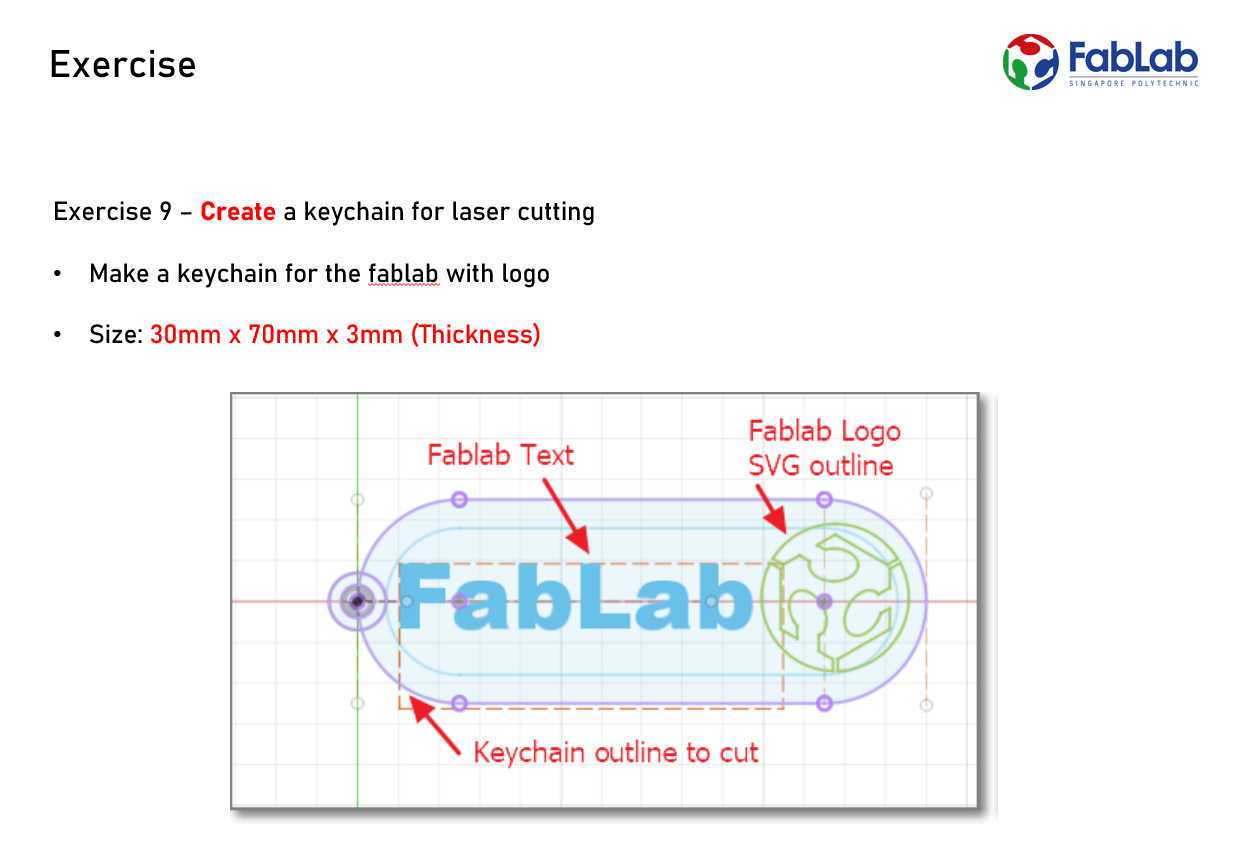 Exercise
FabLab
SINGAPORE POLYTECHNIC
Exercise 9 – Create a keychain for laser cutting
• Make a keychain for the fablab with logo
• Size: 30mm x 70mm x 3mm (Thickness)
Fablab Logo
SVG outline
Fablab Text
FabLab
Keychain outline to cut